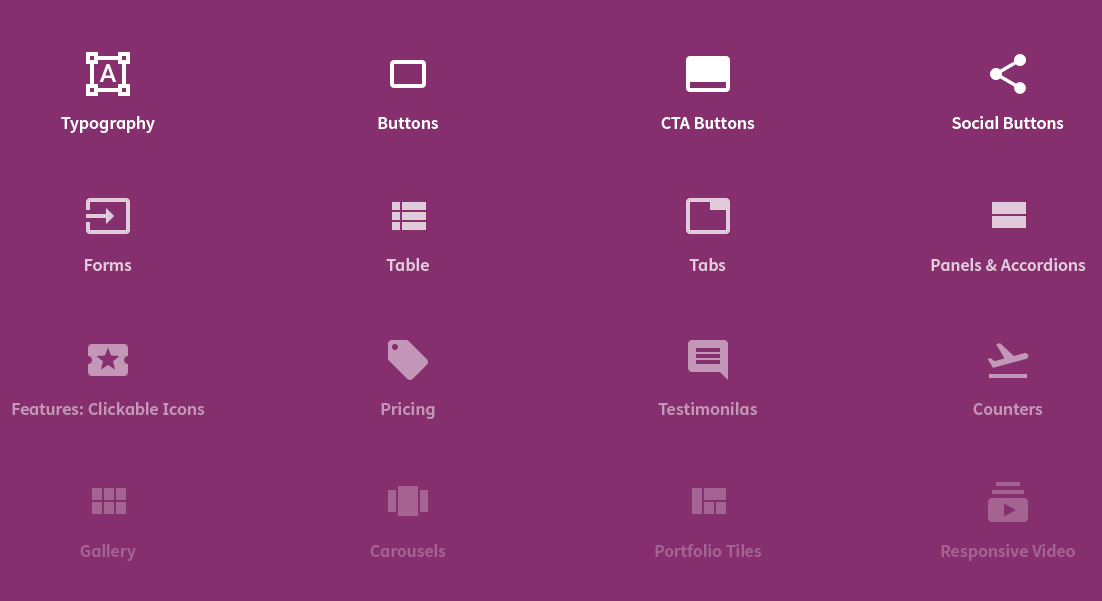 A
Typography
Buttons
CTA Buttons
Social Buttons
Forms
Table
Tabs
Panels & Accordions
Features: Clickable Icons
Pricing
Testimonilas
Counters
Gallery
Carousels
Portfolio Tiles
Responsive Video